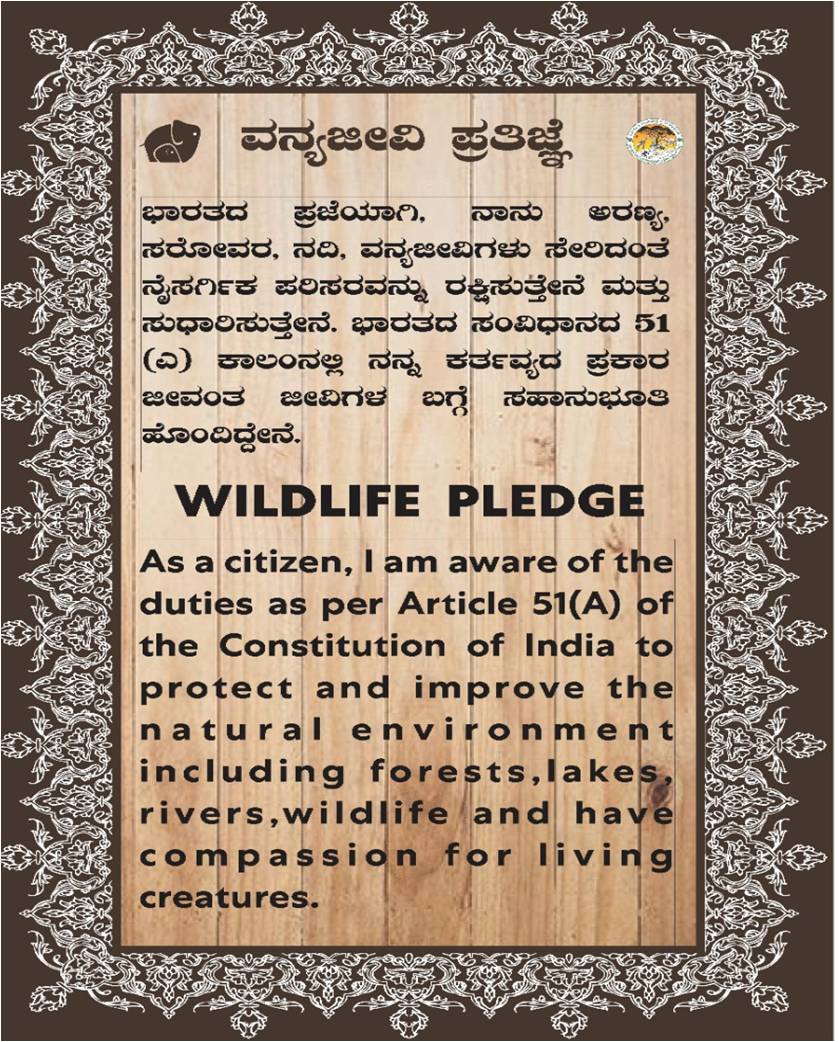 ವನ್ಯಜೀವಿ ಪ್ರತಿಜ್ಞೆ
ಭಾರತದ ಪ್ರಜೆಯಾಗಿ, ನಾನು ಅರಣ್ಯ,
ಸರೋವರ, ನದಿ, ವನ್ಯಜೀವಿಗಳು ಸೇರಿದಂತೆ
ನೈಸರ್ಗಿಕ ಪರಿಸರವನ್ನು ರಕ್ಷಿಸುತ್ತೇನೆ ಮತ್ತು
ಸುಧಾರಿಸುತ್ತೇನೆ. ಭಾರತದ ಸಂವಿಧಾನದ 51
(ಎ) ಕಾಲಂನಲ್ಲಿ ನನ್ನ ಕರ್ತವ್ಯದ ಪ್ರಕಾರ
ಜೀವಂತ ಜೀವಿಗಳ ಬಗ್ಗೆ ಸಹಾನುಭೂತಿ
ಹೊಂದಿದ್ದೇನೆ.
WILDLIFE PLEDGE
As a citizen, I am aware of the
duties as per Article 51(A) of
the Constitution of India to
protect and improve the
natural environment
including forests,lakes,
rivers,wildlife and have
compassion for living
creatures.